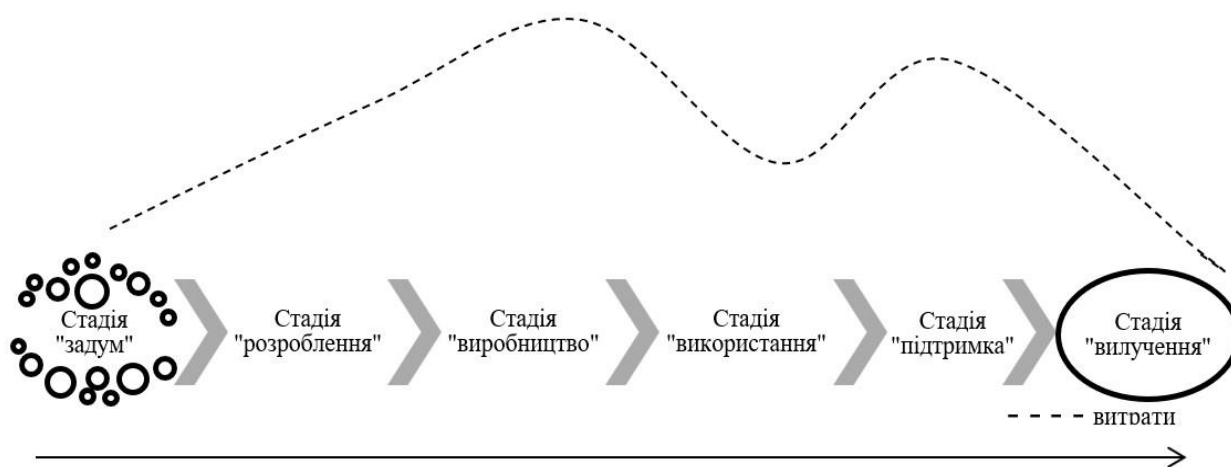 Стадія
"задум"
Стадія
"розроблення"
Стадія
"виробництво"
Стадія
"використання"
Стадія
"підтримка"
Стадія
"вилучення"
витрати